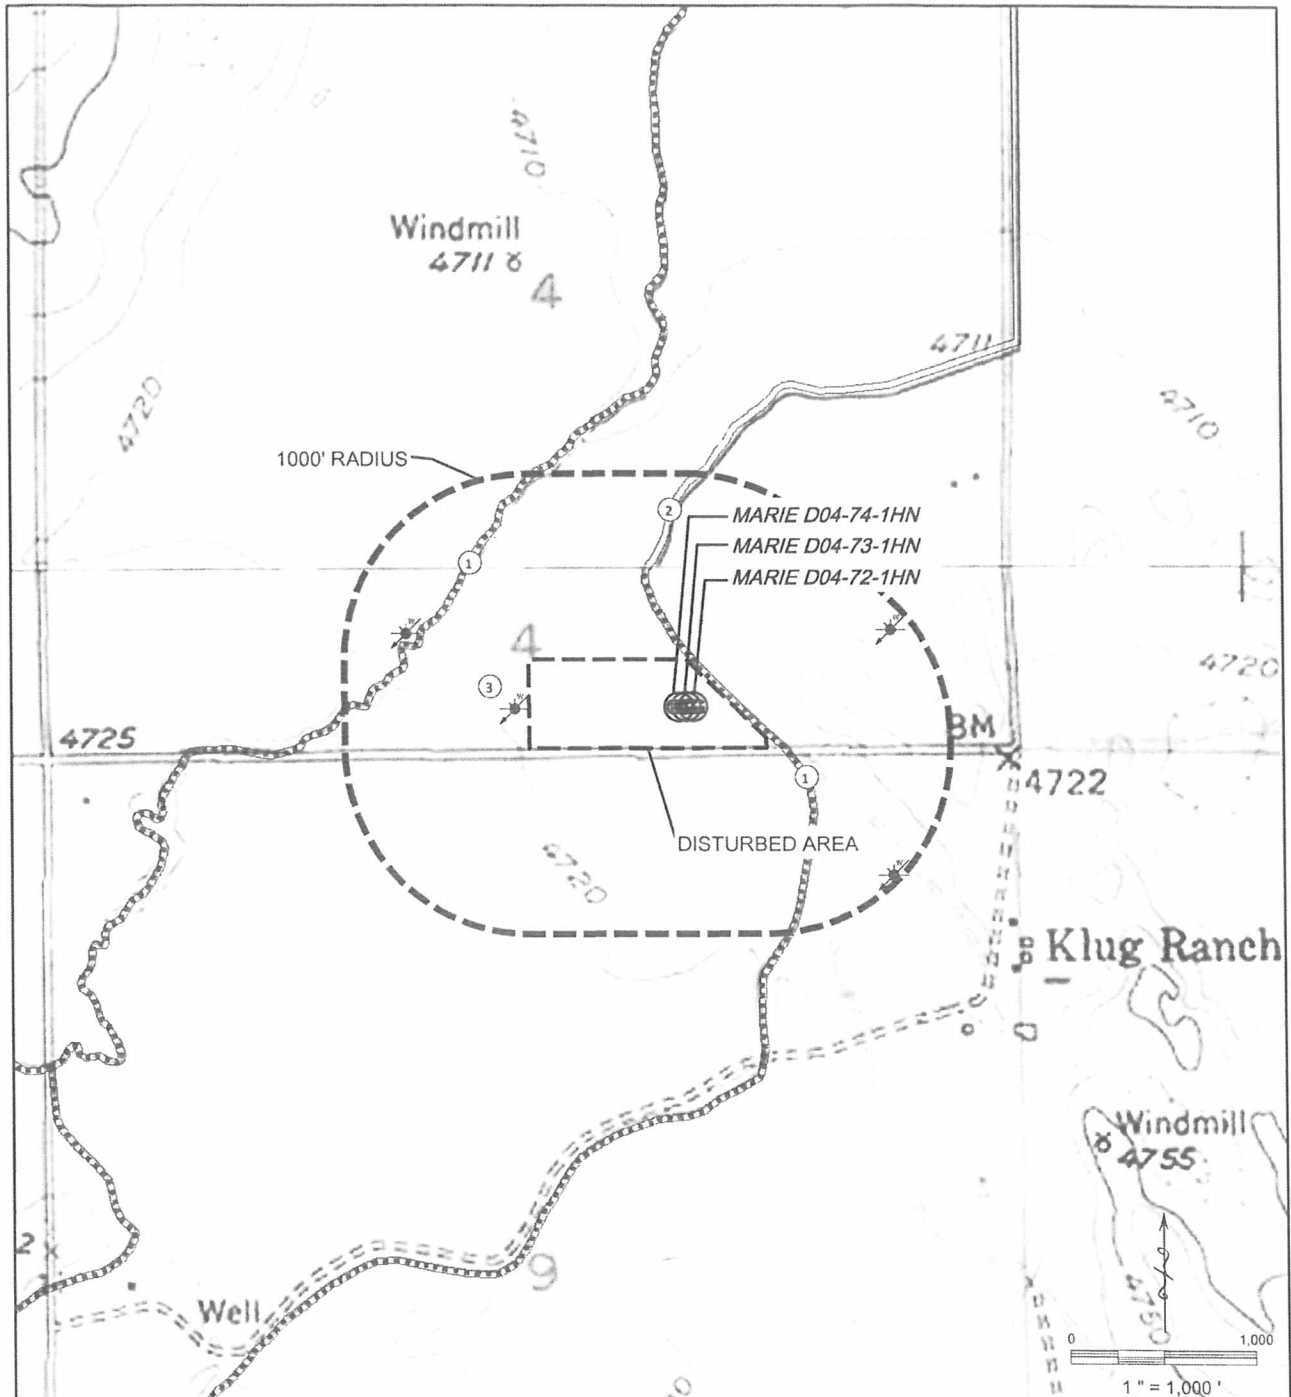 4710
Windmill
4711
4
4711
4720
4710
1000' RADIUS
2
MARIE D04-74-1HN
MARIE D04-73-1HN
MARIE D04-72-1HN
1
4
4720
3
4725
BM
4722
1
DISTURBED AREA
4720
Klug Ranch
Windmill
4755
2
9
Well
4750
0 1,000
1 " = 1,000 '